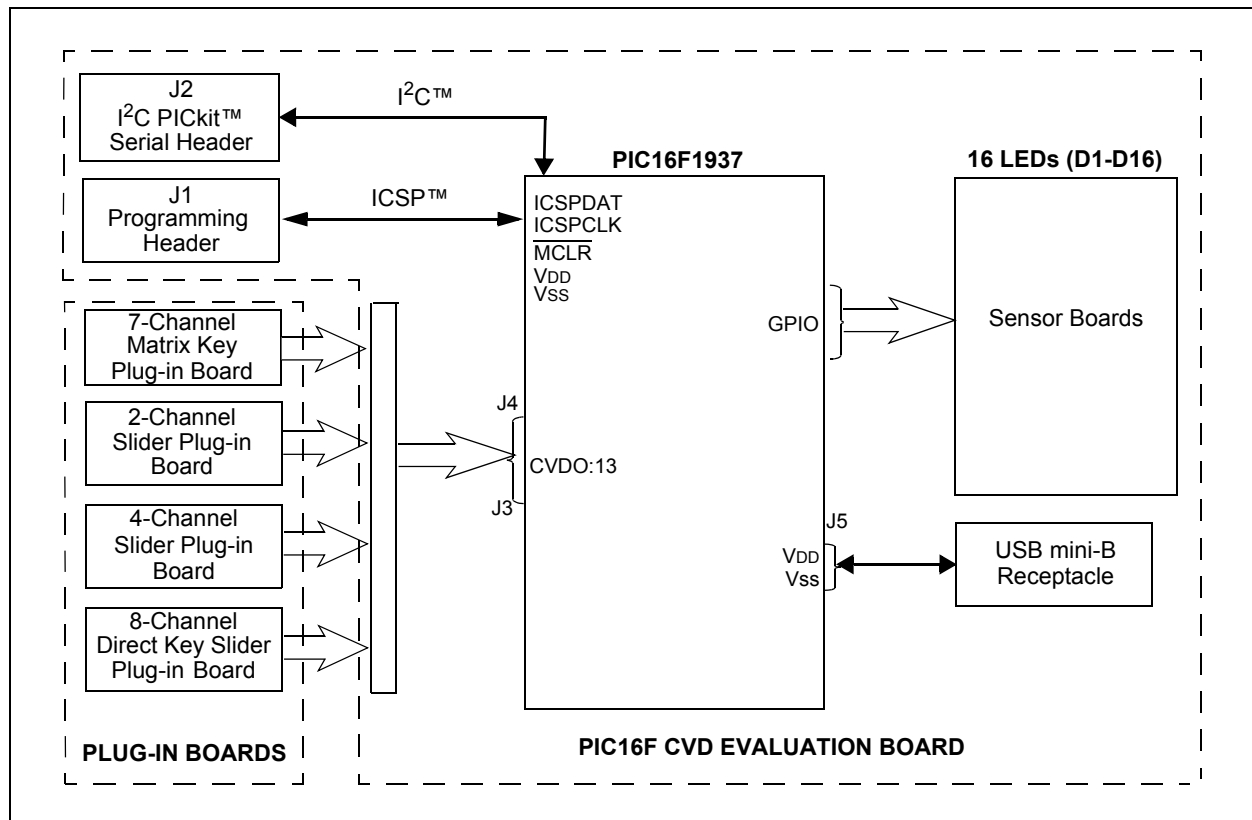 J2
I²C PICkit™
Serial Header
I²C™
J1
Programming
Header
ICSP™
PIC16F1937
ICSPDAT
ICSPCLK
MCLR
VDD
VSS
GPIO
16 LEDs (D1-D16)
Sensor Boards
7-Channel
Matrix Key
Plug-in Board
2-Channel
Slider Plug-in
Board
4-Channel
Slider Plug-in
Board
8-Channel
Direct Key Slider
Plug-in Board
J4
CVDO:13
J3
J5
VDD
Vss
USB mini-B
Receptacle
PLUG-IN BOARDS
PIC16F CVD EVALUATION BOARD